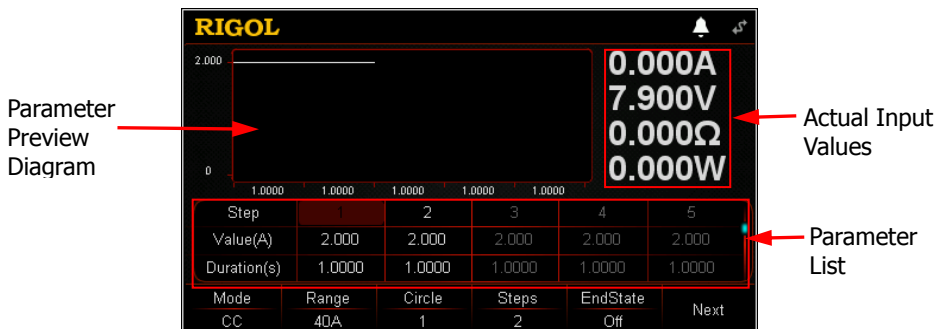 RIGOL
2.000
0
1.0000 1.0000 1.0000 1.0000 1.0000
0.000A
7.900V
0.000Ω
0.000W
Parameter
Preview
Diagram
Actual Input
Values
Step 1 2 3 4 5
Value(A) 2.000 2.000 2.000 2.000 2.000
Duration(s) 1.0000 1.0000 1.0000 1.0000 1.0000
Parameter
List
Mode Range Circle Steps EndState Next
CC 40A 1 2 Off